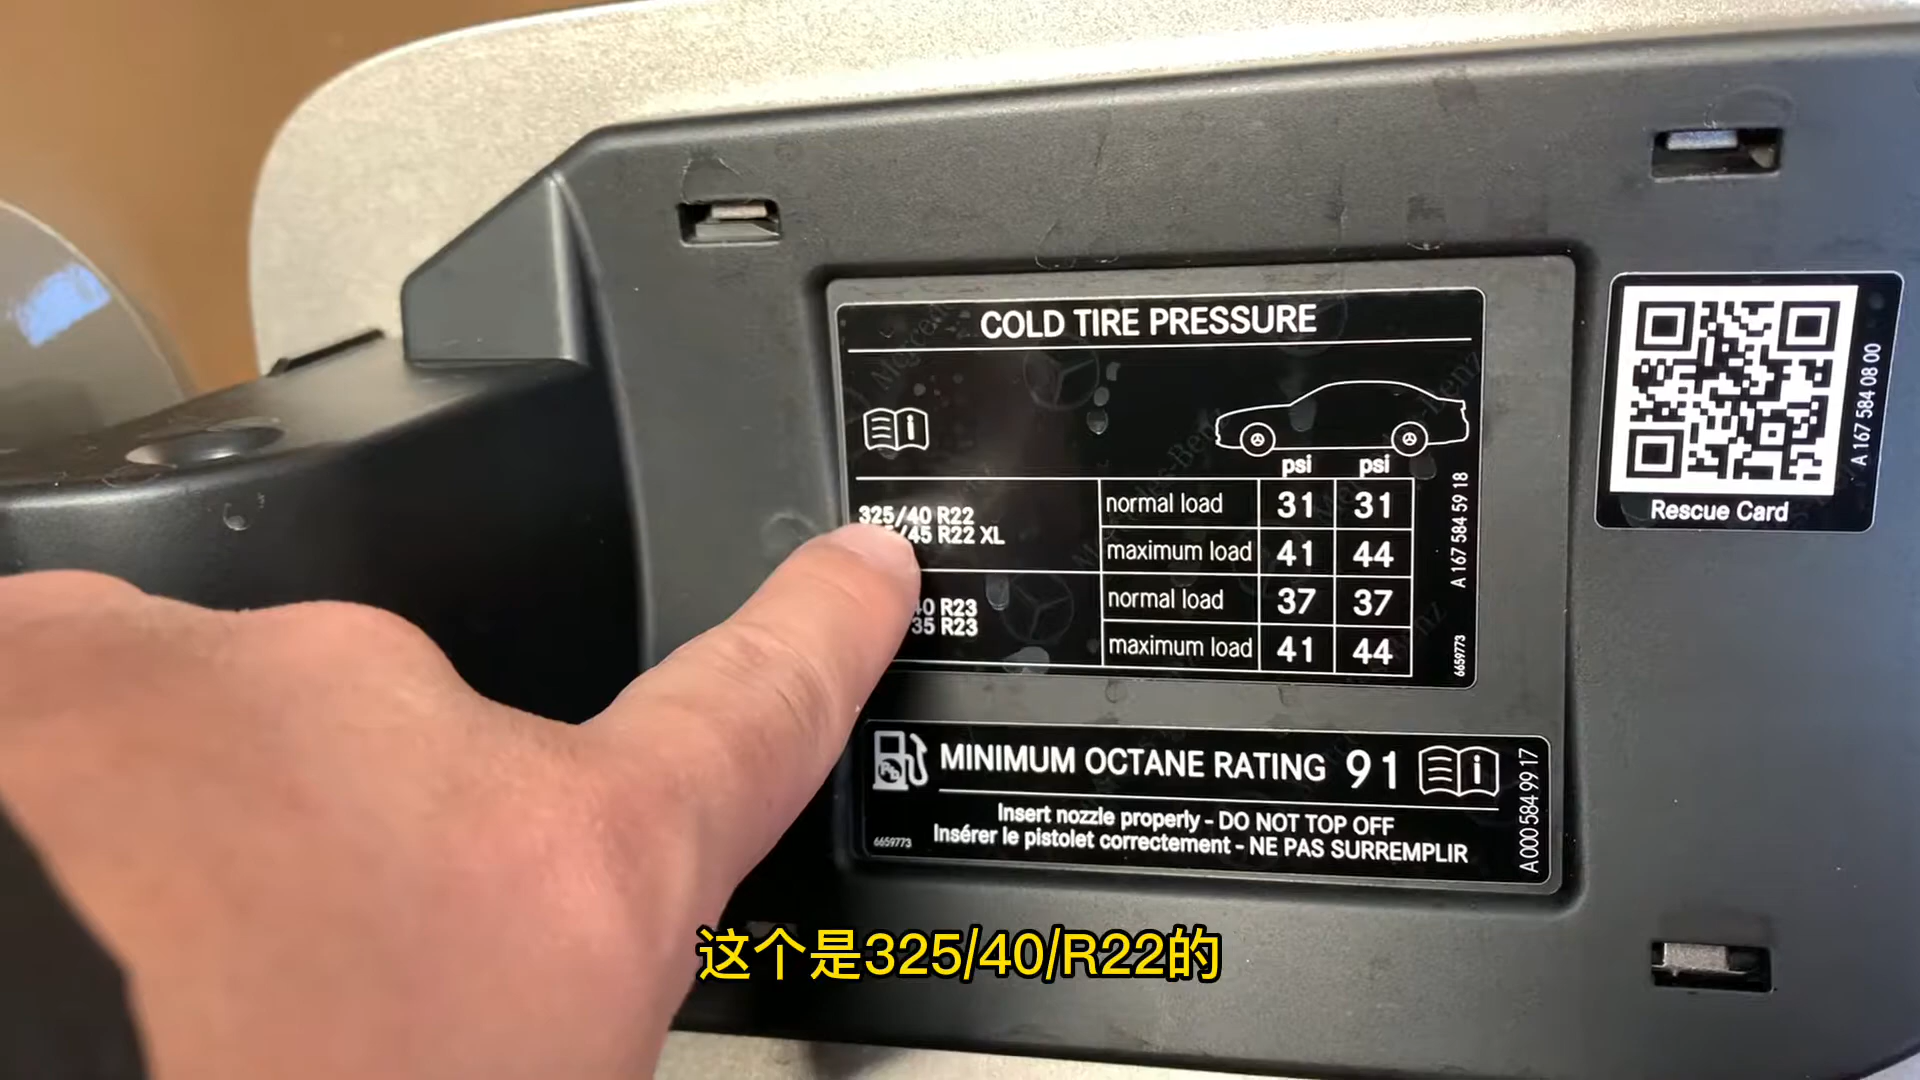 COLD TIRE PRESSURE
psi psi
325/40 R22
/45 R22 XL
normal load 31 31
maximum load 41 44
R23
35 R23
normal load 37 37
maximum load 41 44
A 167 584 59 18
6659773
Rescue Card
A 167 584 08 00
MINIMUM OCTANE RATING 91
Insert nozzle properly - DO NOT TOP OFF
Insérer le pistolet correctement - NE PAS SURREMPLIR
6659773
A 000 584 99 17
这个是325/40/R22的